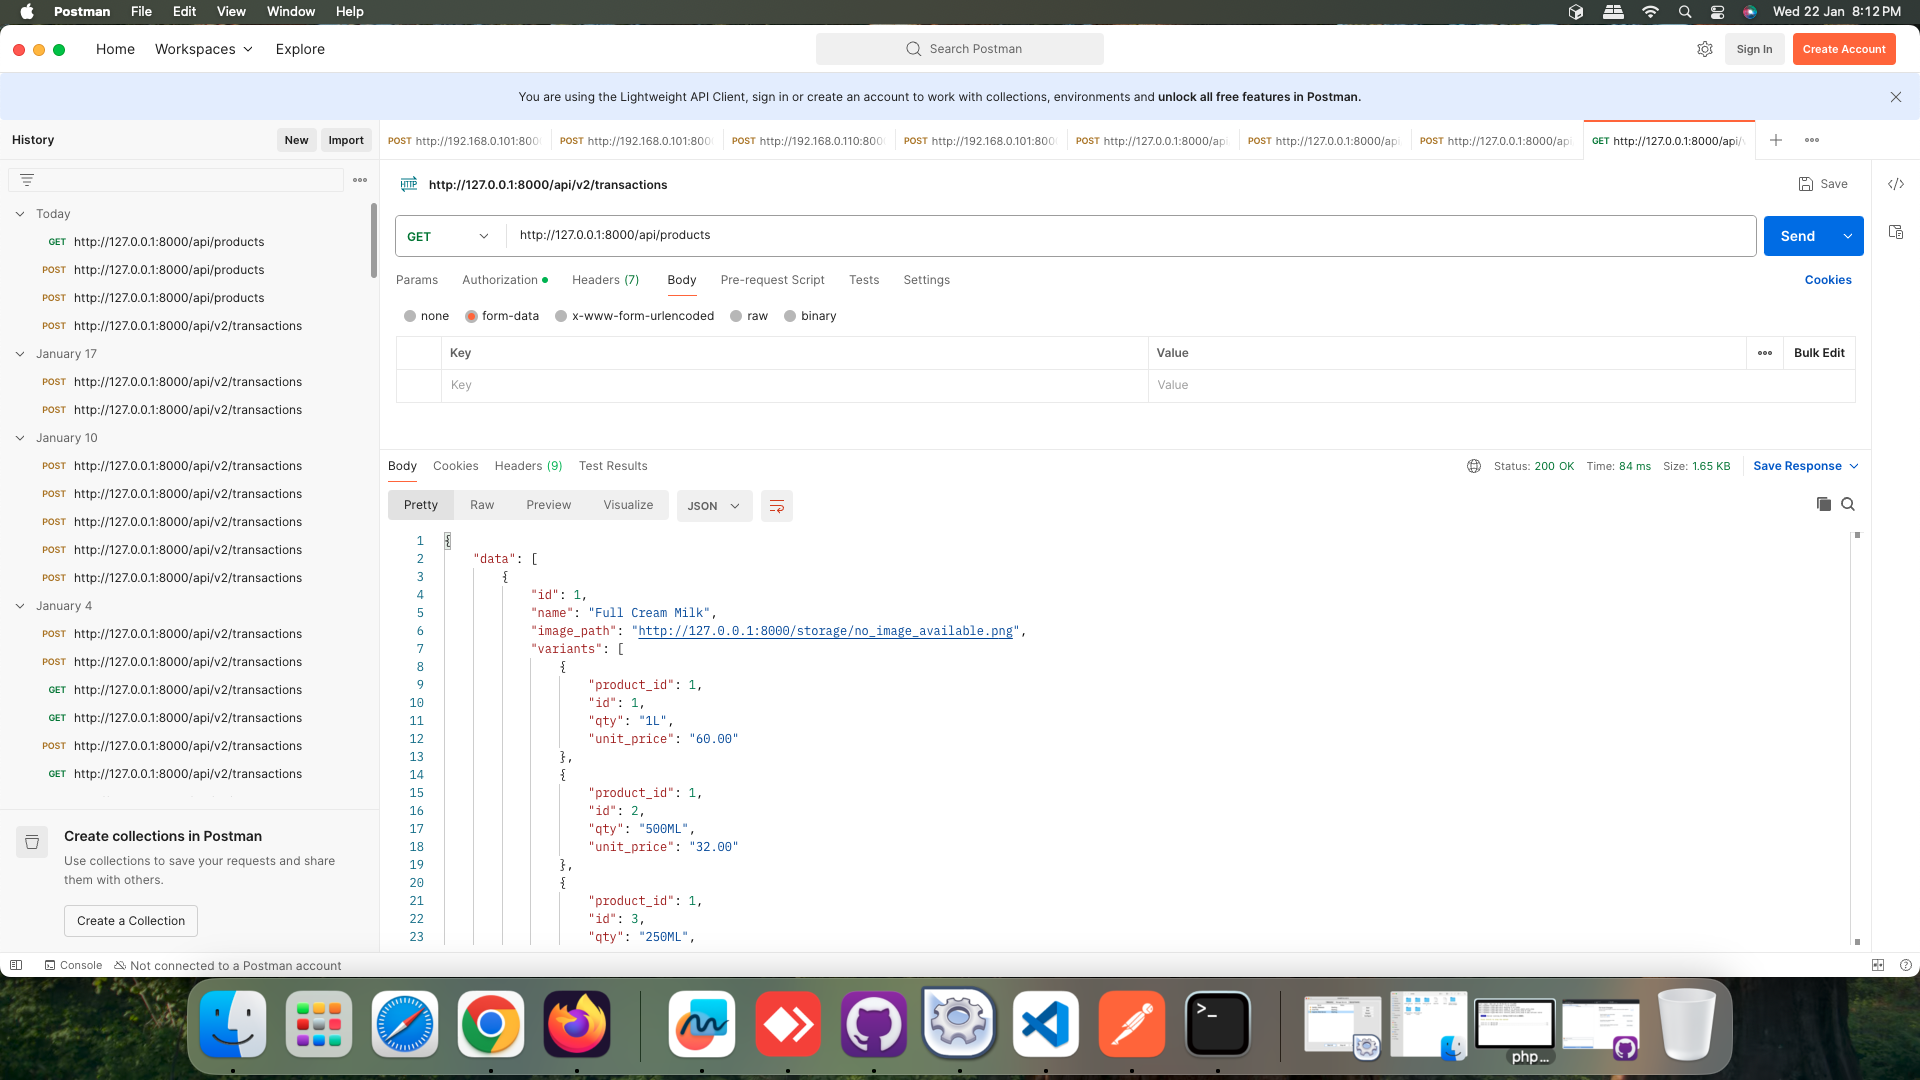 Postman File Edit View Window Help Wed 22 Jan 8:12 PM
Home Workspaces Explore Search Postman Sign In Create Account
You are using the Lightweight API Client, sign in or create an account to work with collections, environments and unlock all free features in Postman.
History New Import
POST http://192.168.0.101:800 POST http://192.168.0.101:800 POST http://192.168.0.110:800 POST http://192.168.0.101:800 POST http://127.0.0.1:8000/api POST http://127.0.0.1:8000/api POST http://127.0.0.1:8000/api GET http://127.0.0.1:8000/api/
Today
GET http://127.0.0.1:8000/api/products
POST http://127.0.0.1:8000/api/products
POST http://127.0.0.1:8000/api/products
POST http://127.0.0.1:8000/api/v2/transactions
January 17
POST http://127.0.0.1:8000/api/v2/transactions
POST http://127.0.0.1:8000/api/v2/transactions
January 10
POST http://127.0.0.1:8000/api/v2/transactions
POST http://127.0.0.1:8000/api/v2/transactions
POST http://127.0.0.1:8000/api/v2/transactions
POST http://127.0.0.1:8000/api/v2/transactions
POST http://127.0.0.1:8000/api/v2/transactions
January 4
POST http://127.0.0.1:8000/api/v2/transactions
POST http://127.0.0.1:8000/api/v2/transactions
GET http://127.0.0.1:8000/api/v2/transactions
GET http://127.0.0.1:8000/api/v2/transactions
POST http://127.0.0.1:8000/api/v2/transactions
GET http://127.0.0.1:8000/api/v2/transactions
Create collections in Postman
Use collections to save your requests and share
them with others.
Create a Collection
HTTP http://127.0.0.1:8000/api/v2/transactions Save
GET http://127.0.0.1:8000/api/products Send
Params Authorization Headers (7) Body Pre-request Script Tests Settings Cookies
none form-data x-www-form-urlencoded raw binary
Key Value Bulk Edit
Key Value
Body Cookies Headers (9) Test Results Status: 200 OK Time: 84 ms Size: 1.65 KB Save Response
Pretty Raw Preview Visualize JSON
1 {
2 "data": [
3 {
4 "id": 1,
5 "name": "Full Cream Milk",
6 "image_path": "http://127.0.0.1:8000/storage/no_image_available.png",
7 "variants": [
8 {
9 "product_id": 1,
10 "id": 1,
11 "qty": "1L",
12 "unit_price": "60.00"
13 },
14 {
15 "product_id": 1,
16 "id": 2,
17 "qty": "500ML",
18 "unit_price": "32.00"
19 },
20 {
21 "product_id": 1,
22 "id": 3,
23 "qty": "250ML",
Console Not connected to a Postman account
php...